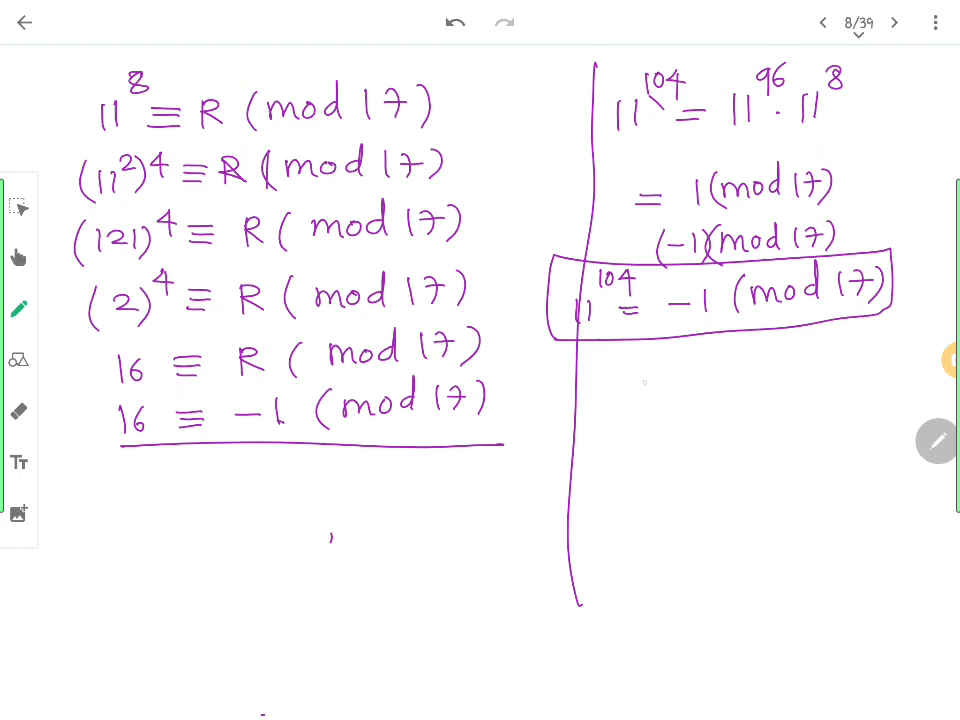 8/39
11^8 ≡ R (mod 17)
(11^2)^4 ≡ R (mod 17)
(121)^4 ≡ R (mod 17)
(2)^4 ≡ R (mod 17)
16 ≡ R (mod 17)
16 ≡ -1 (mod 17)
11^104 = 11^96 · 11^8
= 1 (mod 17)
(-1)(mod 17)
11^104 = -1 (mod 17)
Tт